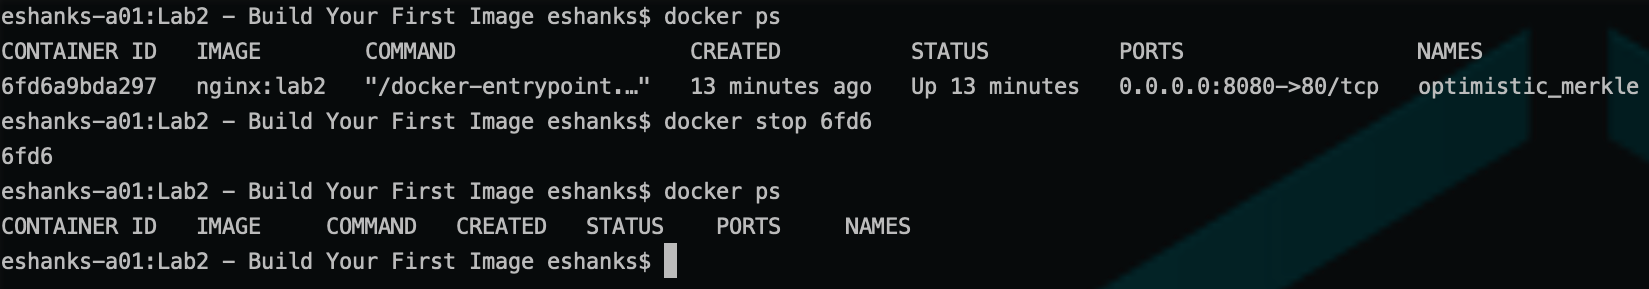 eshanks-a01:Lab2 - Build Your First Image eshanks$ docker ps
CONTAINER ID   IMAGE        COMMAND                  CREATED          STATUS          PORTS                  NAMES
6fd6a9bda297   nginx:lab2   "/docker-entrypoint.…"   13 minutes ago   Up 13 minutes   0.0.0.0:8080->80/tcp   optimistic_merkle
eshanks-a01:Lab2 - Build Your First Image eshanks$ docker stop 6fd6
6fd6
eshanks-a01:Lab2 - Build Your First Image eshanks$ docker ps
CONTAINER ID   IMAGE     COMMAND   CREATED   STATUS    PORTS     NAMES
eshanks-a01:Lab2 - Build Your First Image eshanks$